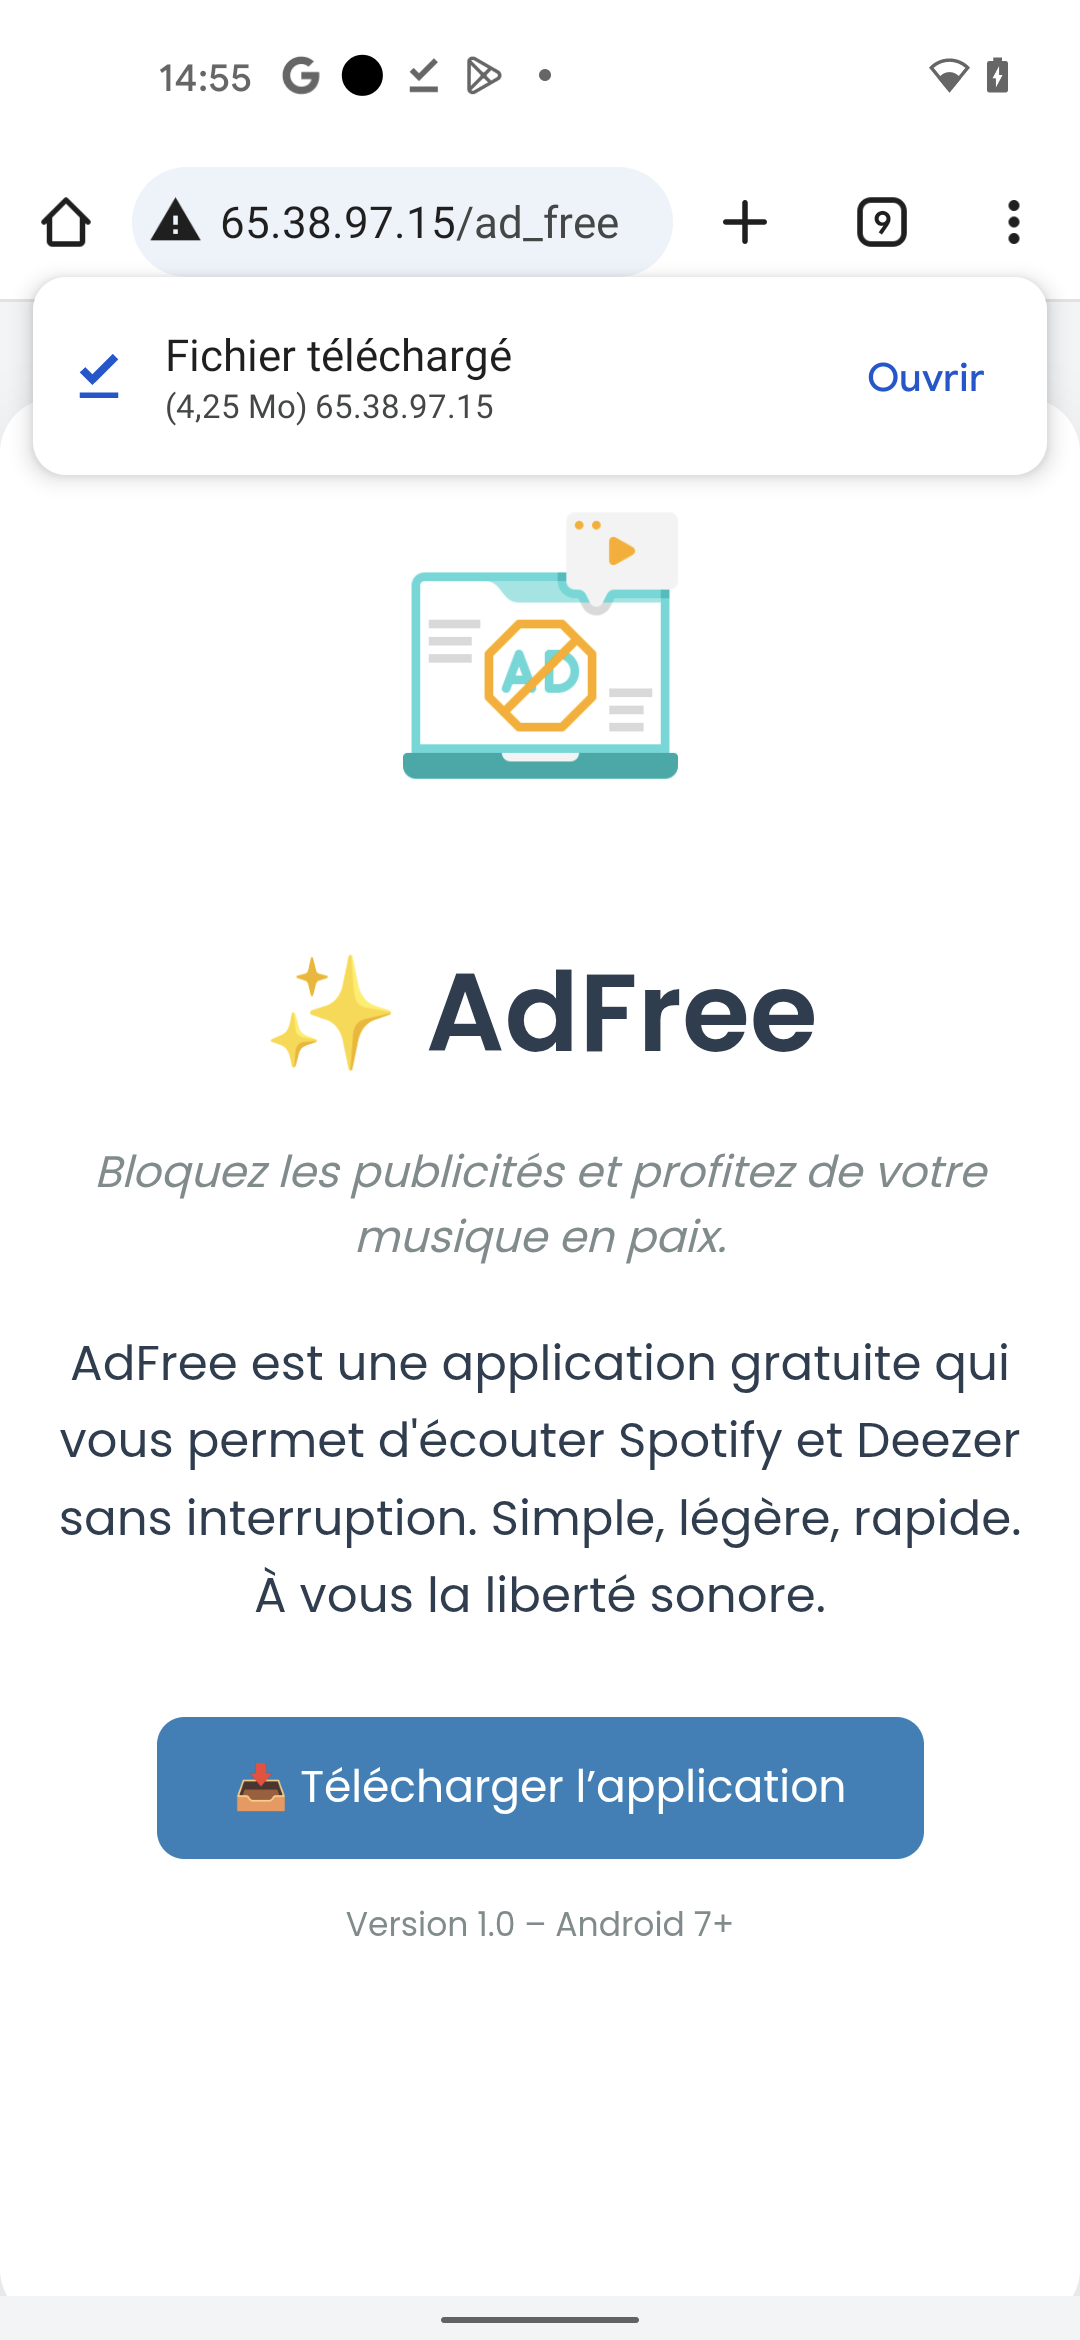 14:55
65.38.97.15/ad_free
9
Fichier téléchargé
(4,25 Mo) 65.38.97.15
Ouvrir
AD
✨ AdFree
Bloquez les publicités et profitez de votre
musique en paix.
AdFree est une application gratuite qui
vous permet d'écouter Spotify et Deezer
sans interruption. Simple, légère, rapide.
À vous la liberté sonore.
📥 Télécharger l’application
Version 1.0 – Android 7+